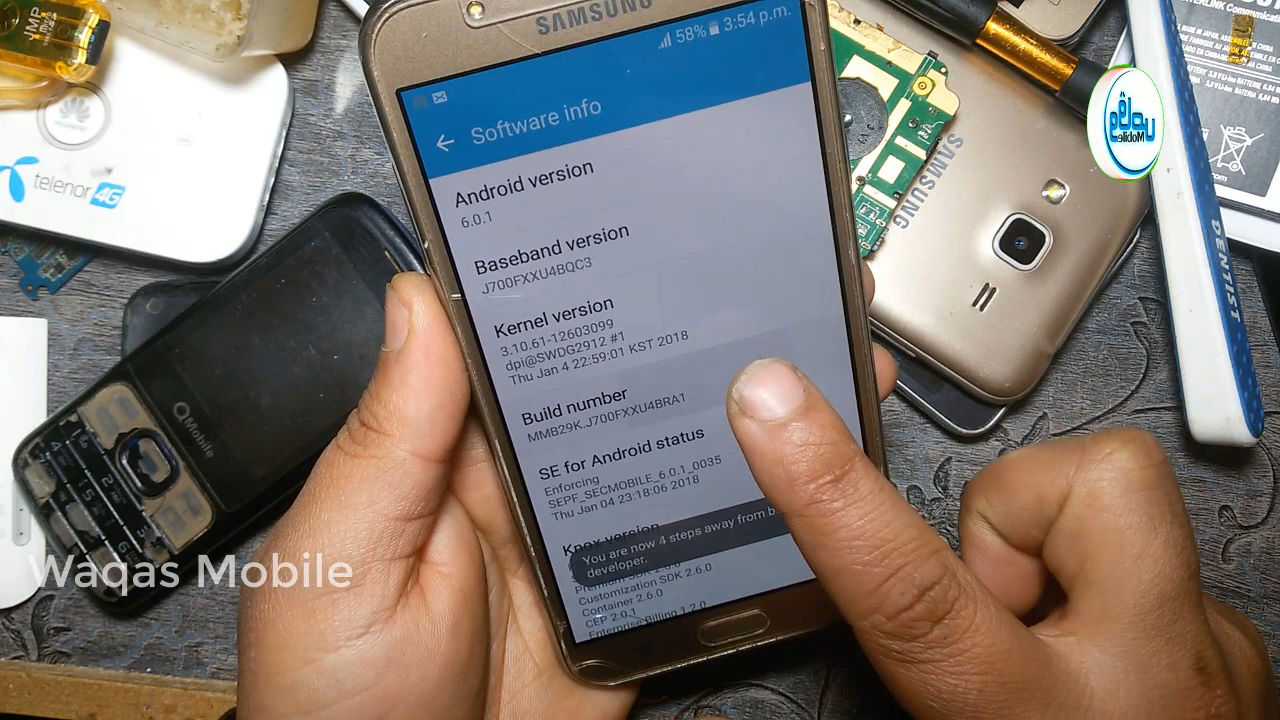 SAMSUNG
58% 3:54 p.m.
Software info
Android version
6.0.1
Baseband version
J700FXXU4BQC3
Kernel version
3.10.61-12603099
dpi@SWDG2912 #1
Thu Jan 4 22:59:01 KST 2018
Build number
MMB29K.J700FXXU4BRA1
SE for Android status
Enforcing
SEPF_SECMOBILE_6.0.1_0035
Thu Jan 04 23:18:06 2018
Knox version
You are now 4 steps away from b
developer.
Customization SDK 2.6.0
Container 2.6.0
CEP 2.0.1
Enterprise Billing 1.2.0
JMP
HUAWEI
telenor 4G
QMobile
SAMSUNG
DENTIST
Mobile
Waqas Mobile